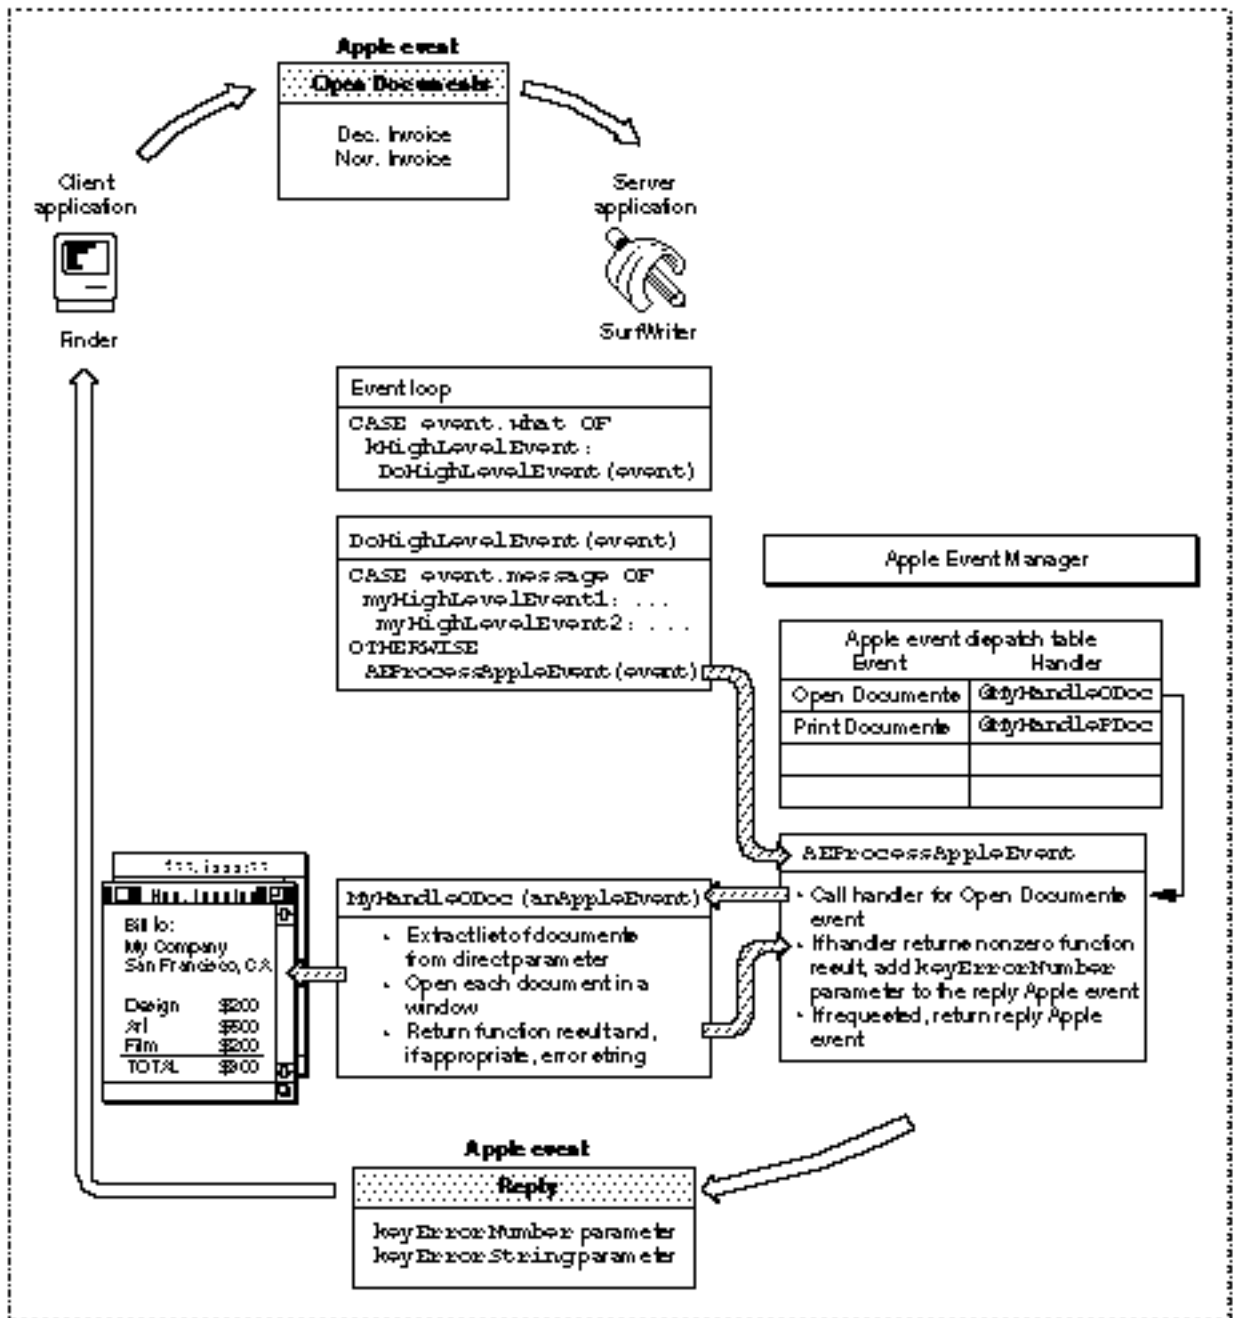 Apple event
Open Documents
Dec. Invoice
Nov. Invoice
Client
application
Finder
Server
application
SurfWriter
Event loop
CASE event.what OF
kHighLevelEvent:
DoHighLevelEvent(event)
DoHighLevelEvent(event)
CASE event.message OF
myHighLevelEvent1: ...
myHighLevelEvent2: ...
OTHERWISE
AEProcessAppleEvent(event)
Apple Event Manager
Apple event dispatch table
Event Handler
Open Documents @MyHandleODoc
Print Documents @MyHandlePDoc
AEProcessAppleEvent
• Call handler for Open Documents
event
• If handler returns nonzero function
result, add keyErrorNumber
parameter to the reply Apple event
• If requested, return reply Apple
event
MyHandleODoc (anAppleEvent)
• Extract list of documents
from direct parameter
• Open each document in a
window
• Return function result and,
if appropriate, error string
Nov. Invoice
Bill to:
My Company
San Francisco, CA
Design $200
Art $500
Film $200
TOTAL $900
Apple event
Reply
keyErrorNumber parameter
keyErrorString parameter